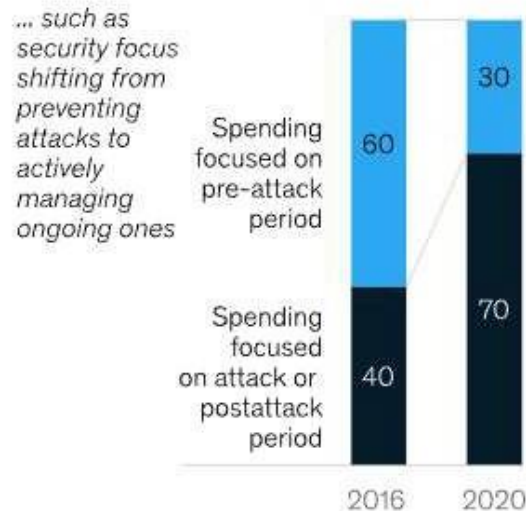 ... such as
security focus
shifting from
preventing
attacks to
actively
managing
ongoing ones
Spending
focused on
pre-attack
period
60
30
Spending
focused
on attack or
postattack
period
40
70
2016
2020